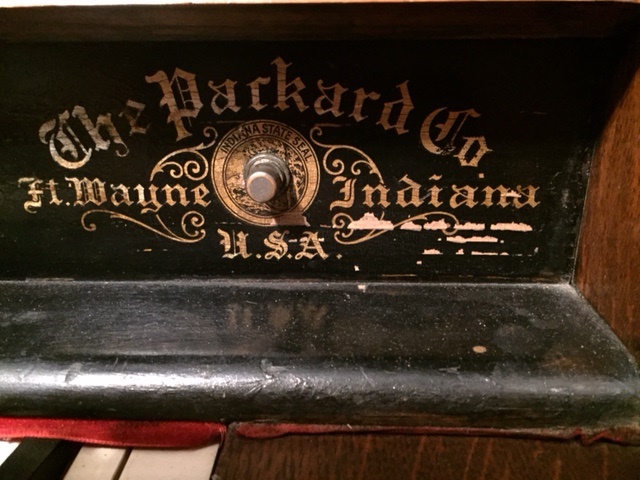 The Packard Co
INDIANA STATE SEAL
Ft. Wayne Indiana
U.S.A.